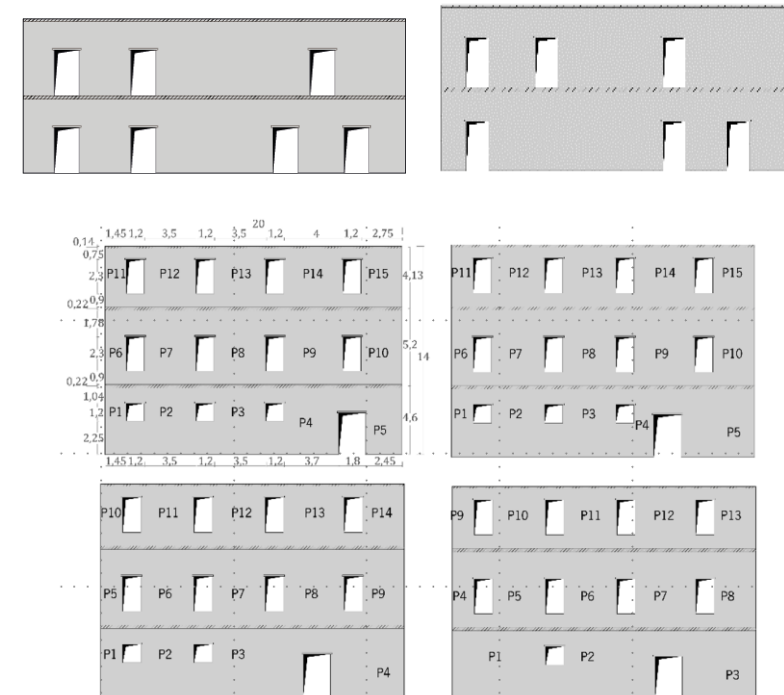 20
1,45 1,2 3,5 1,2 3,5 1,2 4 1,2 2,75
0,14
0,75
P11 P12 P13 P14 P15
2,3
4,13
0,9
0,22
1,78
P6 P7 P8 P9 P10
2,3
5,2
14
0,9
0,22
1,04
P1 P2 P3 P4 P5
1,2
4,6
2,25
1,45 1,2 3,5 1,2 3,5 1,2 3,7 1,8 2,45
P11 P12 P13 P14 P15
P6 P7 P8 P9 P10
P1 P2 P3 P4 P5
P10 P11 P12 P13 P14
P5 P6 P7 P8 P9
P1 P2 P3 P4
P9 P10 P11 P12 P13
P4 P5 P6 P7 P8
P1 P2 P3